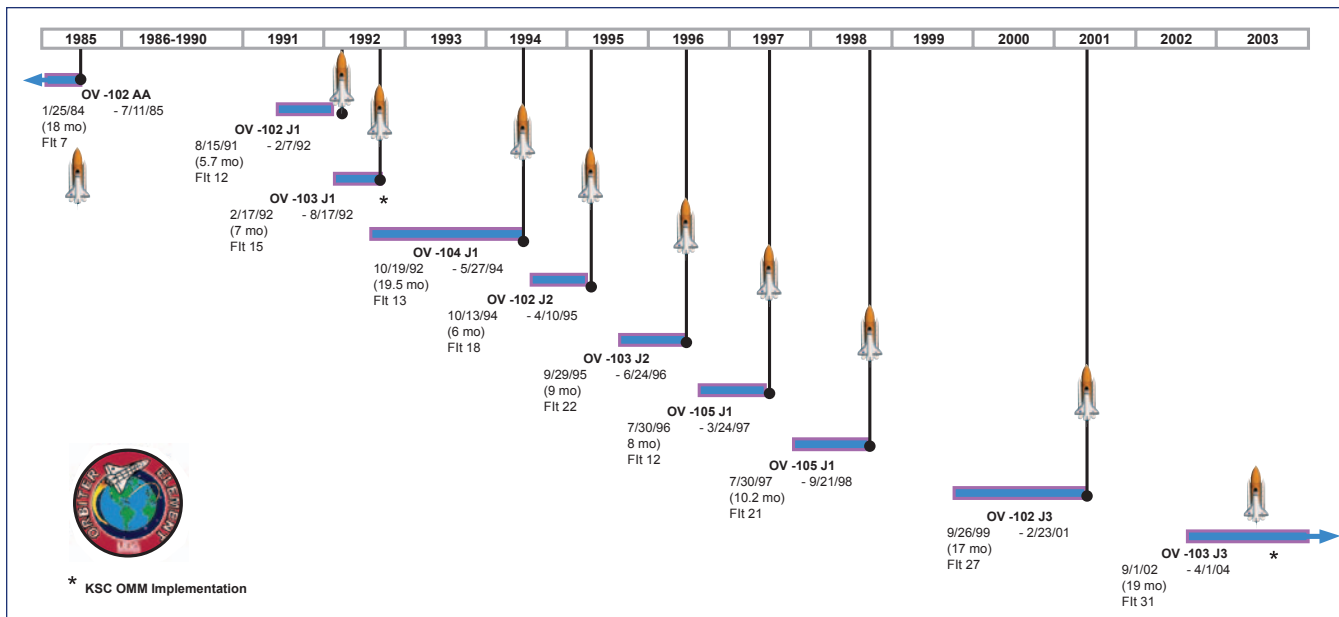 1985 1986-1990 1991 1992 1993 1994 1995 1996 1997 1998 1999 2000 2001 2002 2003
OV -102 AA
1/25/84 - 7/11/85
(18 mo)
Flt 7
OV -102 J1
8/15/91 - 2/7/92
(5.7 mo)
Flt 12
OV -103 J1
*
2/17/92 - 8/17/92
(7 mo)
Flt 15
OV -104 J1
10/19/92 - 5/27/94
(19.5 mo)
Flt 13
OV -102 J2
10/13/94 - 4/10/95
(6 mo)
Flt 18
OV -103 J2
9/29/95 - 6/24/96
(9 mo)
Flt 22
OV -105 J1
7/30/96 - 3/24/97
8 mo)
Flt 12
OV -105 J1
7/30/97 - 9/21/98
(10.2 mo)
Flt 21
OV -102 J3
9/26/99 - 2/23/01
(17 mo)
Flt 27
OV -103 J3
*
9/1/02 - 4/1/04
(19 mo)
Flt 31
ORBITER ELEMENT
* KSC OMM Implementation